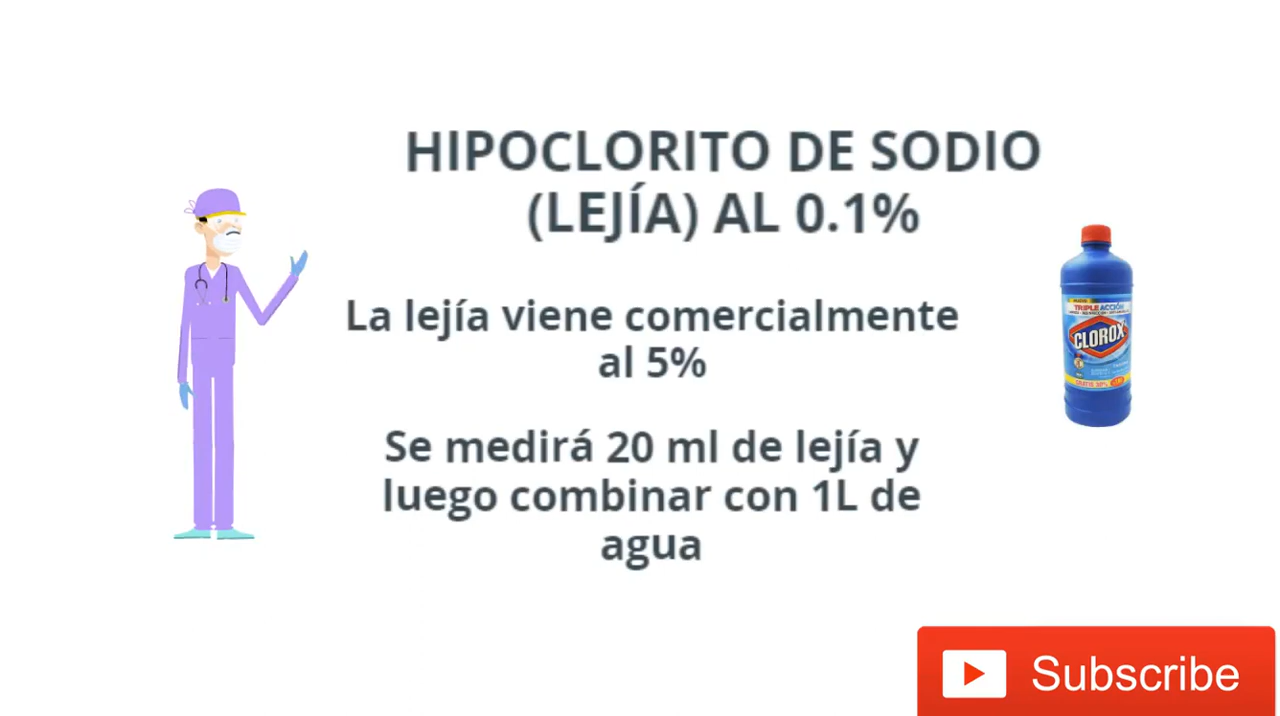 HIPOCLORITO DE SODIO
(LEJÍA) AL 0.1%
La lejía viene comercialmente
al 5%
Se medirá 20 ml de lejía y
luego combinar con 1L de
agua
TRIPLE ACCIÓN
CLOROX
Subscribe